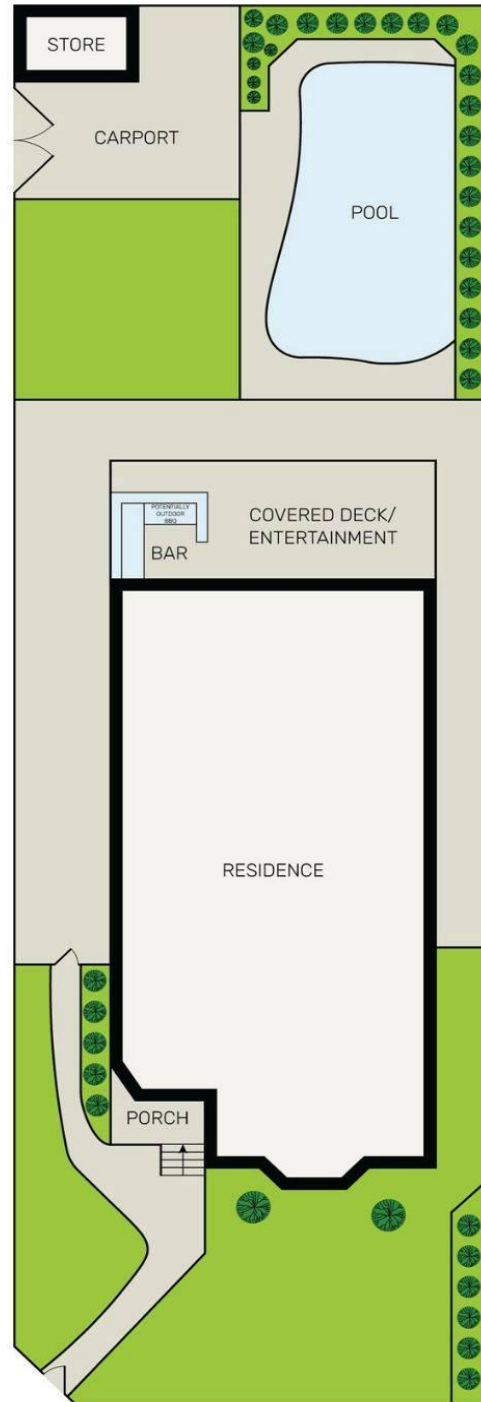 STORE
CARPORT
POOL
POTENTIALLY
OUTDOOR
BBQ
BAR
COVERED DECK/
ENTERTAINMENT
RESIDENCE
PORCH